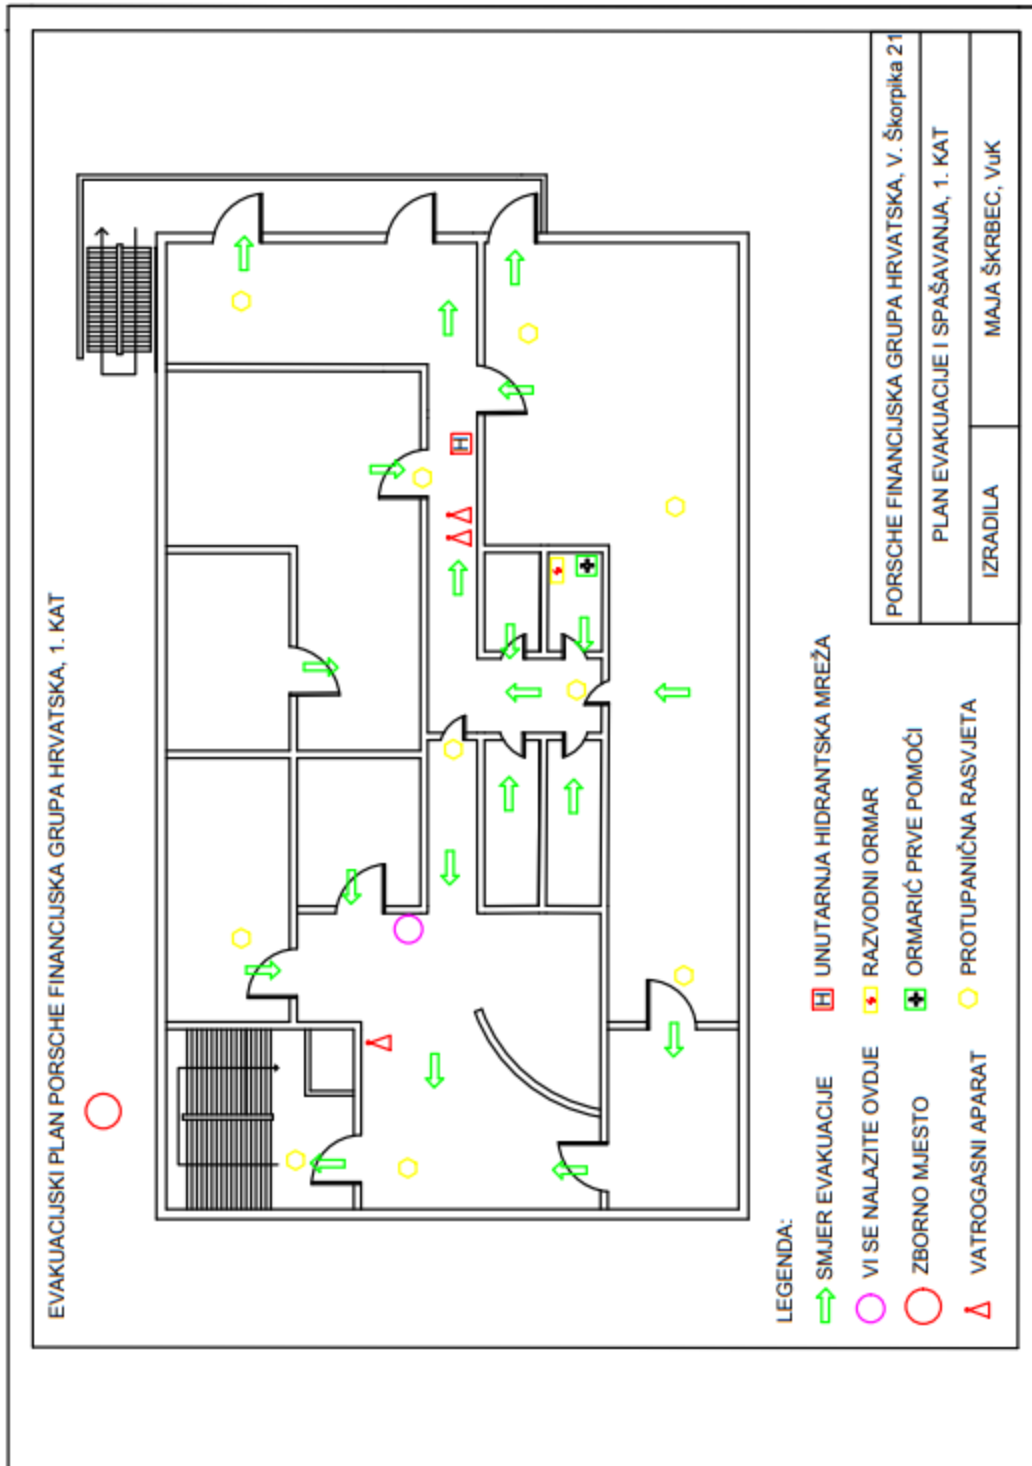 EVAKUACIJSKI PLAN PORSCHE FINANCIJSKA GRUPA HRVATSKA, 1. KAT
H
LEGENDA:
SMJER EVAKUACIJE
VI SE NALAZITE OVDJE
ZBORNO MJESTO
VATROGASNI APARAT
H UNUTARNJA HIDRANTSKA MREŽA
RAZVODNI ORMAR
ORMARIĆ PRVE POMOĆI
PROTUPANIČNA RASVJETA
PORSCHE FINANCIJSKA GRUPA HRVATSKA, V. Škorpika 21
PLAN EVAKUACIJE I SPAŠAVANJA, 1. KAT
IZRADILA
MAJA ŠKRBEC, VuK